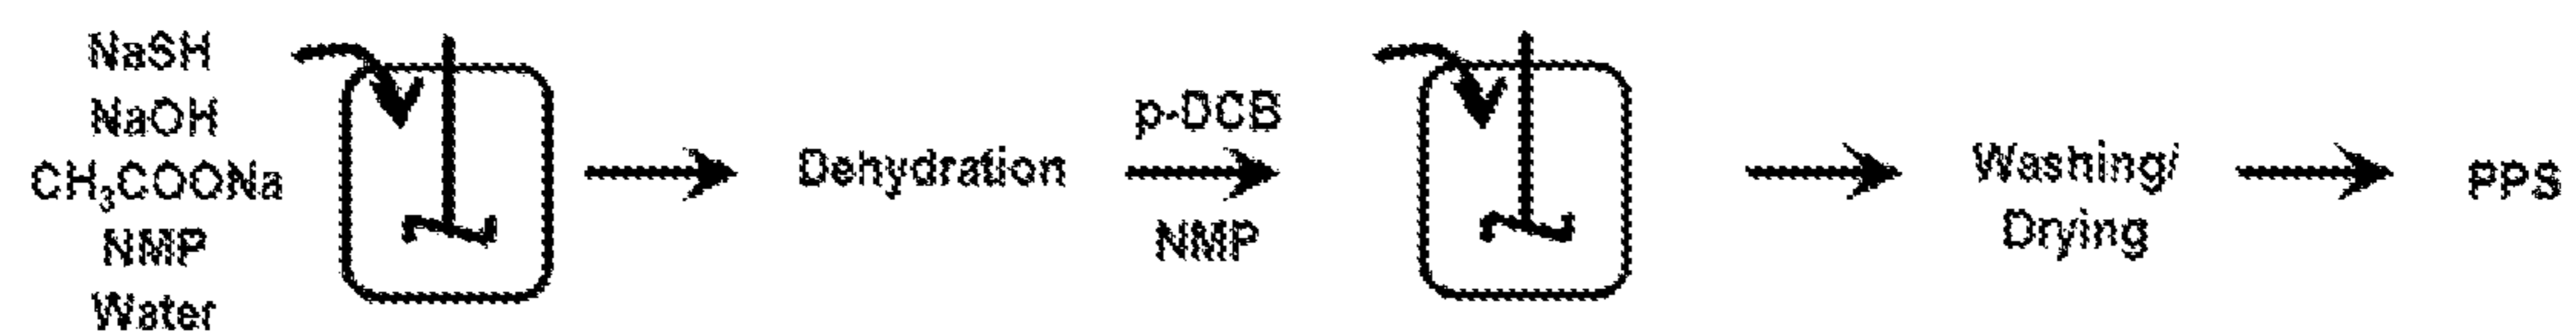 NaSH
NaOH
CH₃COONa
NMP
Water
Dehydration
p-DCB
NMP
Washing/
Drying
PPS